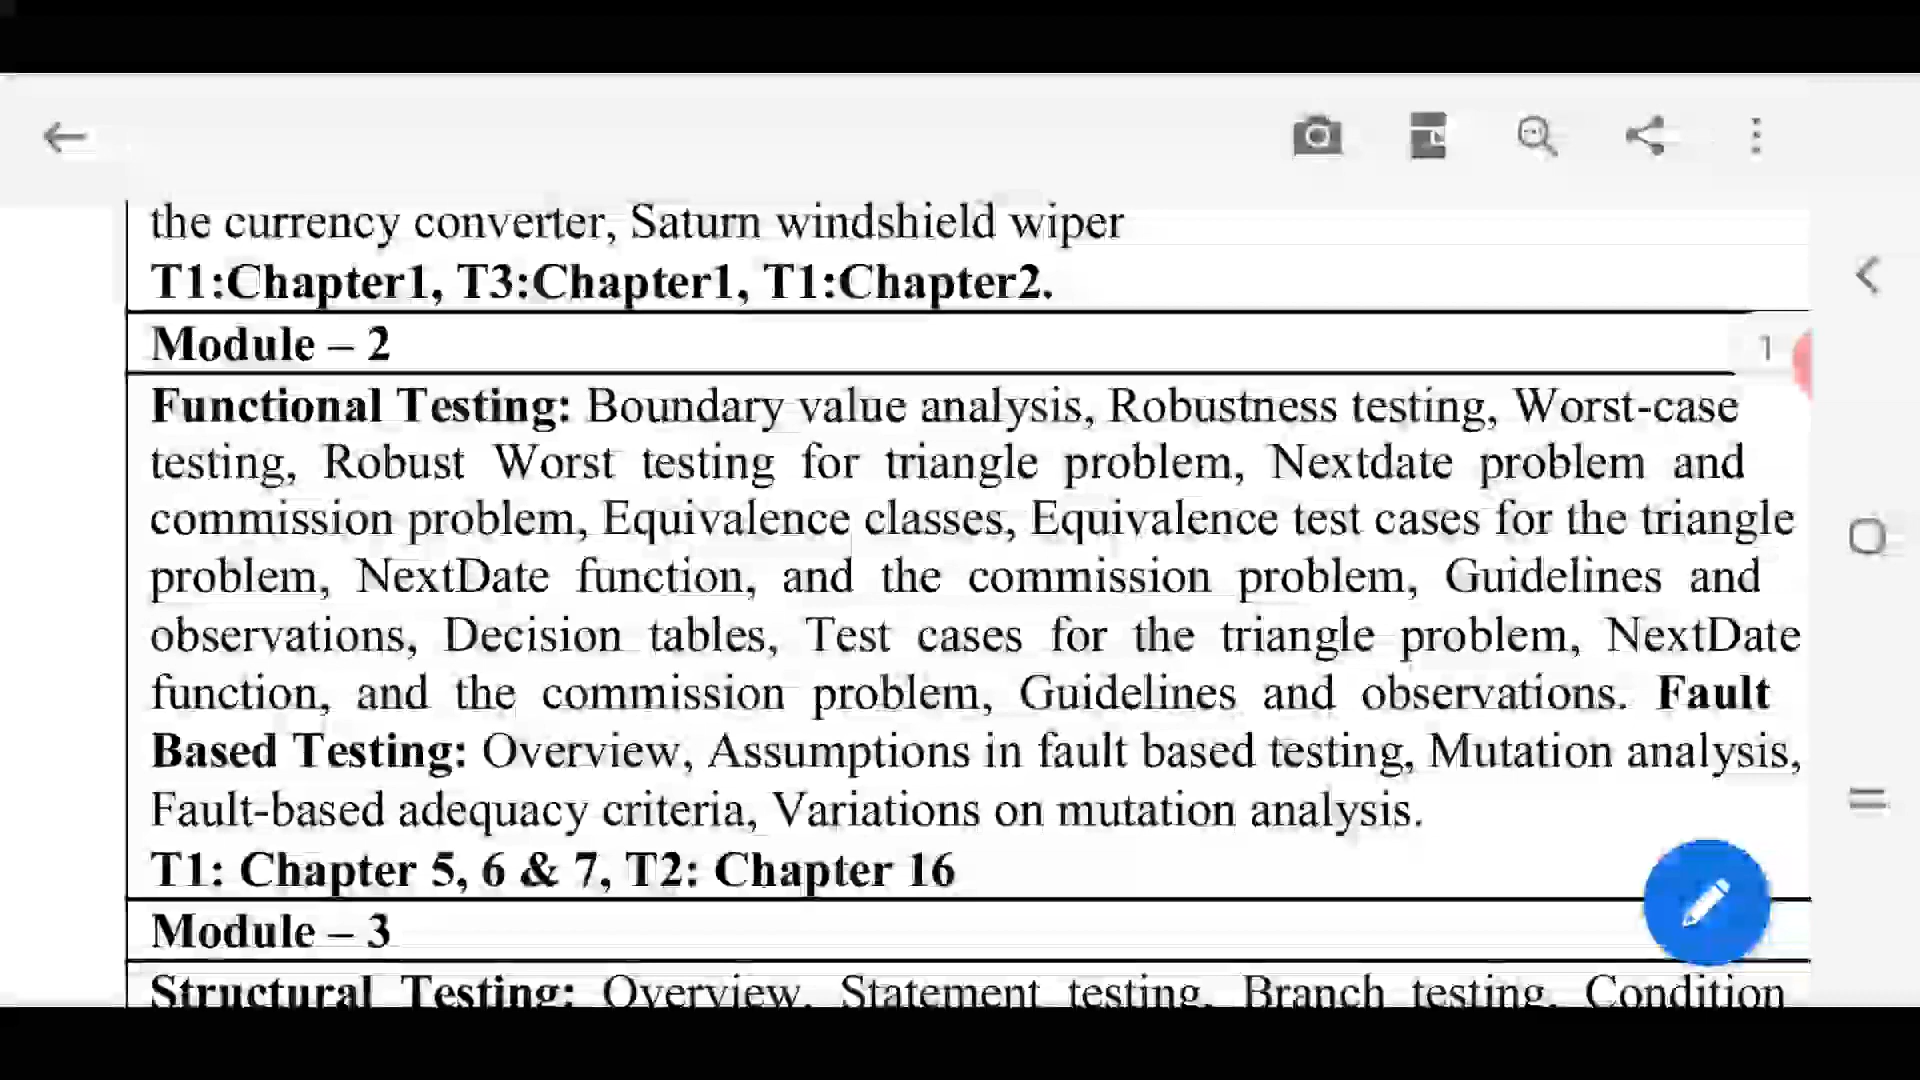 the currency converter, Saturn windshield wiper
T1:Chapter1, T3:Chapter1, T1:Chapter2.
Module – 2
1
Functional Testing: Boundary value analysis, Robustness testing, Worst-case
testing, Robust Worst testing for triangle problem, Nextdate problem and
commission problem, Equivalence classes, Equivalence test cases for the triangle
problem, NextDate function, and the commission problem, Guidelines and
observations, Decision tables, Test cases for the triangle problem, NextDate
function, and the commission problem, Guidelines and observations. Fault
Based Testing: Overview, Assumptions in fault based testing, Mutation analysis,
Fault-based adequacy criteria, Variations on mutation analysis.
T1: Chapter 5, 6 & 7, T2: Chapter 16
Module – 3
Structural Testing: Overview, Statement testing, Branch testing, Condition